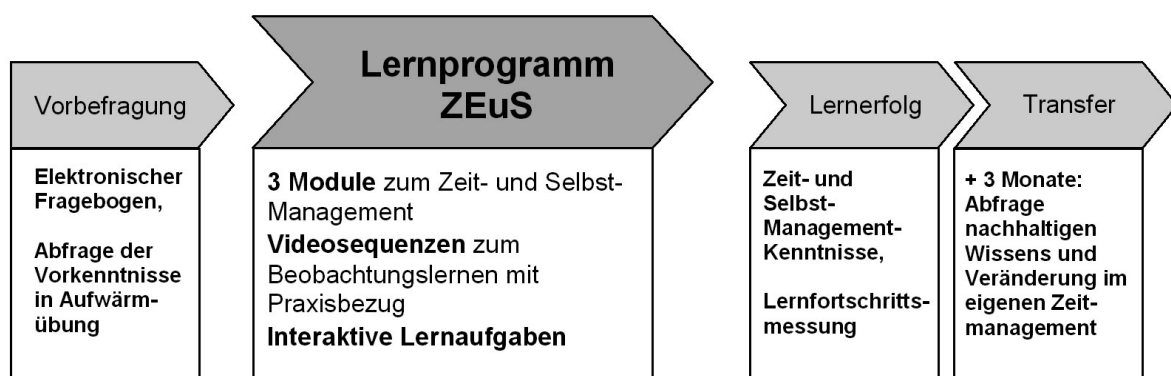 Vorbefragung
Elektronischer
Fragebogen,
Abfrage der
Vorkenntnisse
in Aufwärm-
übung
Lernprogramm
ZEuS
3 Module zum Zeit- und Selbst-
Management
Videosequenzen zum
Beobachtungslernen mit
Praxisbezug
Interaktive Lernaufgaben
Lernerfolg
Zeit- und
Selbst-
Management-
Kenntnisse,
Lernfortschritts-
messung
Transfer
+ 3 Monate:
Abfrage
nachhaltigen
Wissens und
Veränderung im
eigenen Zeit-
management